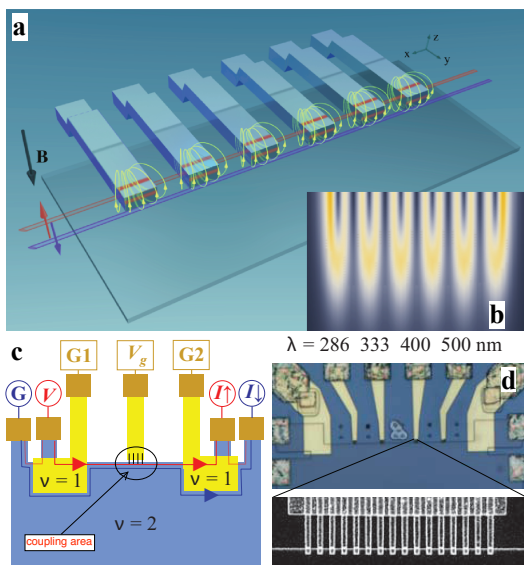 a
z
x
y
B
b
λ = 286 333 400 500 nm
c
G1
Vg
G2
d
G
V
I↑
I↓
ν = 1
ν = 1
ν = 2
coupling area